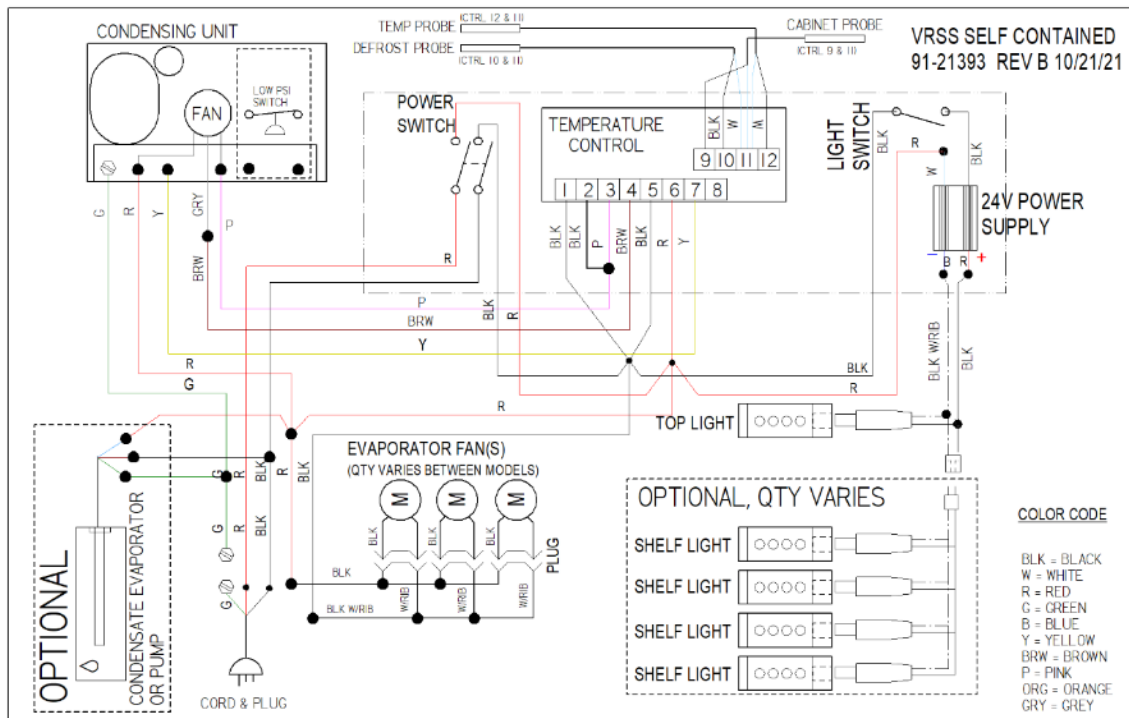 CONDENSING UNIT
LOW PSI
SWITCH
FAN
TEMP PROBE
(CTRL 12 & 11)
DEFROST PROBE
(CTRL 10 & 11)
CABINET PROBE
(CTRL 9 & 11)
VRSS SELF CONTAINED
91-21393 REV B 10/21/21
POWER
SWITCH
TEMPERATURE
CONTROL
BLK
W
W
9 10 11 12
1 2 3 4 5 6 7 8
LIGHT
SWITCH
BLK
BLK
R
W
24V POWER
SUPPLY
− B R +
G
R
Y
GRY
P
BRW
R
BLK
BLK
P
BRW
BLK
R
Y
P
BRW
Y
BLK
R
R
G
R
BLK
R
BLK W/RIB
BLK
TOP LIGHT
OPTIONAL
CONDENSATE EVAPORATOR
OR PUMP
G
R
BLK
R
BLK
G
R
BLK
G
CORD & PLUG
EVAPORATOR FAN(S)
(QTY VARIES BETWEEN MODELS)
M
M
M
BLK
BLK
BLK
PLUG
BLK
BLK W/RIB
W/RIB
W/RIB
W/RIB
OPTIONAL, QTY VARIES
SHELF LIGHT
SHELF LIGHT
SHELF LIGHT
SHELF LIGHT
COLOR CODE
BLK = BLACK
W = WHITE
R = RED
G = GREEN
B = BLUE
Y = YELLOW
BRW = BROWN
P = PINK
ORG = ORANGE
GRY = GREY